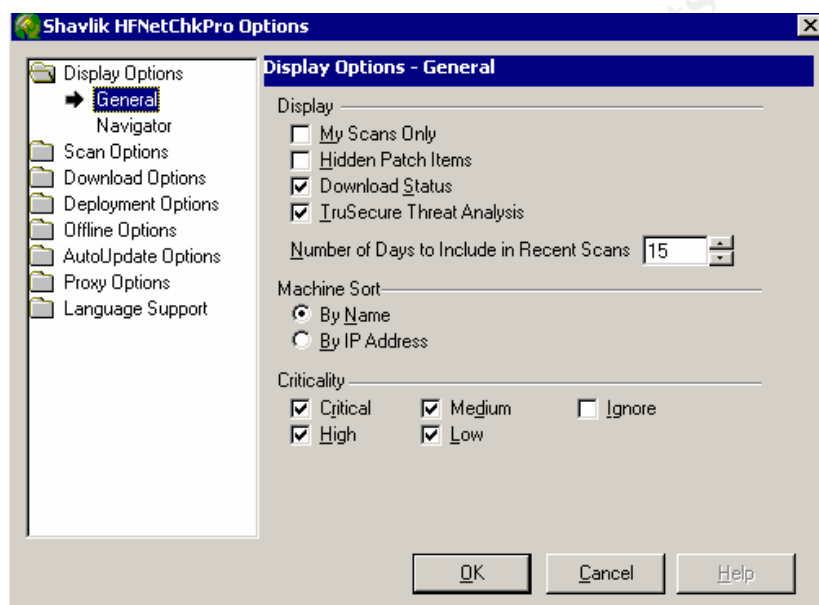 Shavlik HFNetChkPro Options
Display Options
General
Navigator
Scan Options
Download Options
Deployment Options
Offline Options
AutoUpdate Options
Proxy Options
Language Support
Display Options - General
Display
My Scans Only
Hidden Patch Items
Download Status
TruSecure Threat Analysis
Number of Days to Include in Recent Scans 15
Machine Sort
By Name
By IP Address
Criticality
Critical Medium Ignore
High Low
OK Cancel Help